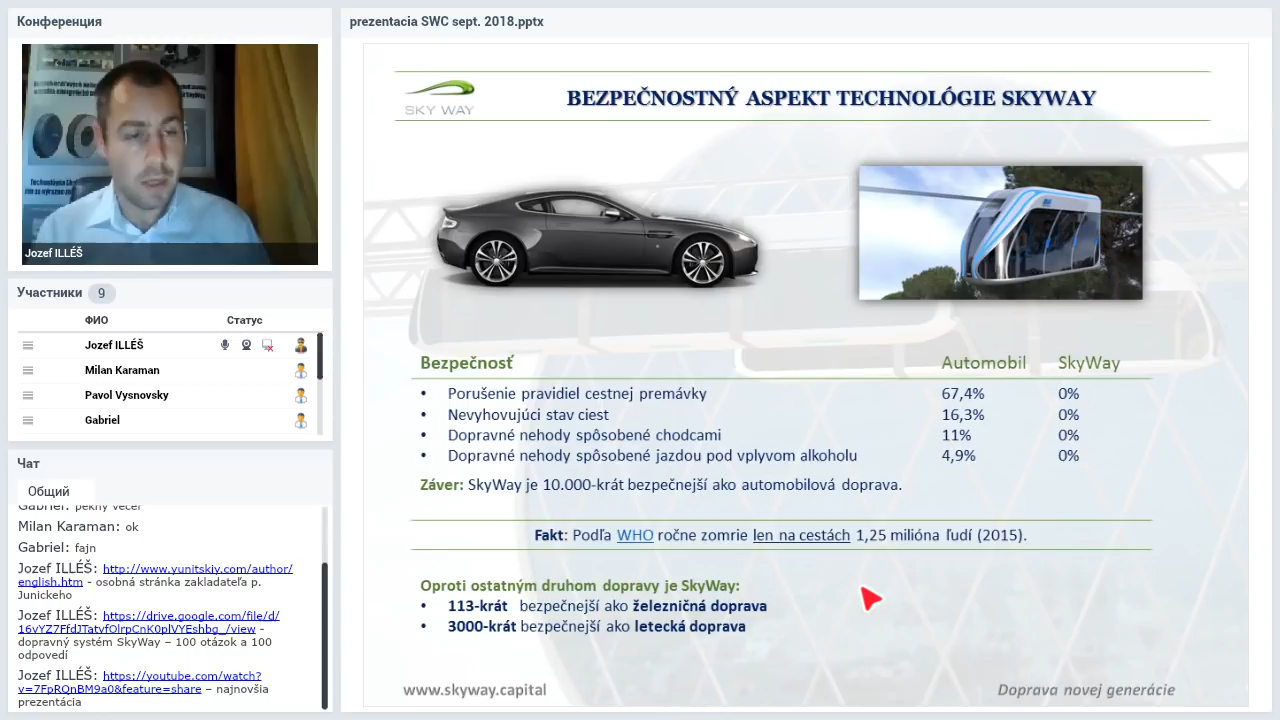 Конференция
Jozef ILLÉŠ
Участники 9
ФИО Статус
Jozef ILLÉŠ
Milan Karaman
Pavol Vysnovsky
Gabriel
Чат
Общий
Gabriel: pekný večer
Milan Karaman: ok
Gabriel: fajn
Jozef ILLÉŠ: http://www.yunitskiy.com/author/
english.htm - osobná stránka zakladateľa p.
Junickeho
Jozef ILLÉŠ: https://drive.google.com/file/d/
16vYZ7FfdJTatvfOlrpCnK0plVYEshbg_/view -
dopravný systém SkyWay – 100 otázok a 100
odpovedí
Jozef ILLÉŠ: https://youtube.com/watch?
v=7FpRQnBM9a0&feature=share – najnovšia
prezentácia
prezentacia SWC sept. 2018.pptx
SKY WAY
BEZPEČNOSTNÝ ASPEKT TECHNOLÓGIE SKYWAY
Bezpečnosť Automobil SkyWay
• Porušenie pravidiel cestnej premávky 67,4% 0%
• Nevyhovujúci stav ciest 16,3% 0%
• Dopravné nehody spôsobené chodcami 11% 0%
• Dopravné nehody spôsobené jazdou pod vplyvom alkoholu 4,9% 0%
Záver: SkyWay je 10.000-krát bezpečnejší ako automobilová doprava.
Fakt: Podľa WHO ročne zomrie len na cestách 1,25 milióna ľudí (2015).
Oproti ostatným druhom dopravy je SkyWay:
• 113-krát bezpečnejší ako železničná doprava
• 3000-krát bezpečnejší ako letecká doprava
www.skyway.capital
Doprava novej generácie